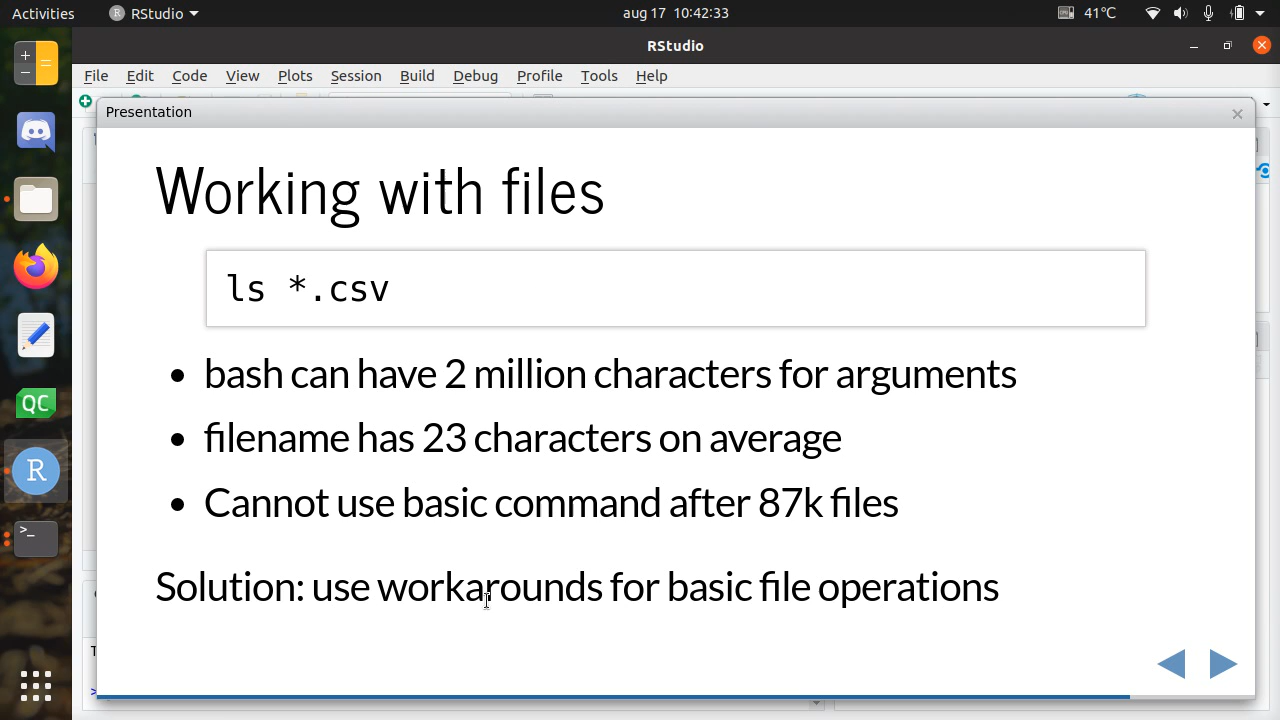 Activities
RStudio
aug 17 10:42:33
41°C
RStudio
File Edit Code View Plots Session Build Debug Profile Tools Help
Presentation
Working with files
ls *.csv
• bash can have 2 million characters for arguments
• filename has 23 characters on average
• Cannot use basic command after 87k files
Solution: use workarounds for basic file operations
QC
R
>_